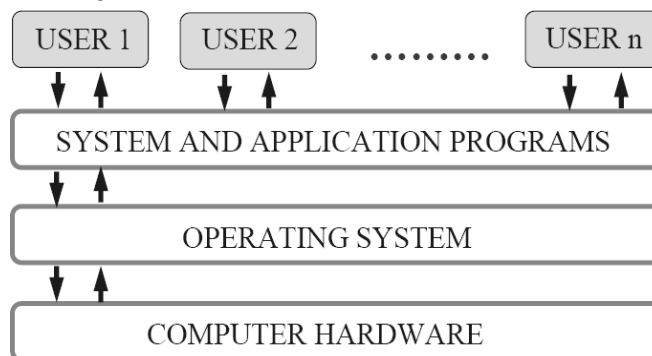 USER 1 USER 2 ......... USER n
SYSTEM AND APPLICATION PROGRAMS
OPERATING SYSTEM
COMPUTER HARDWARE